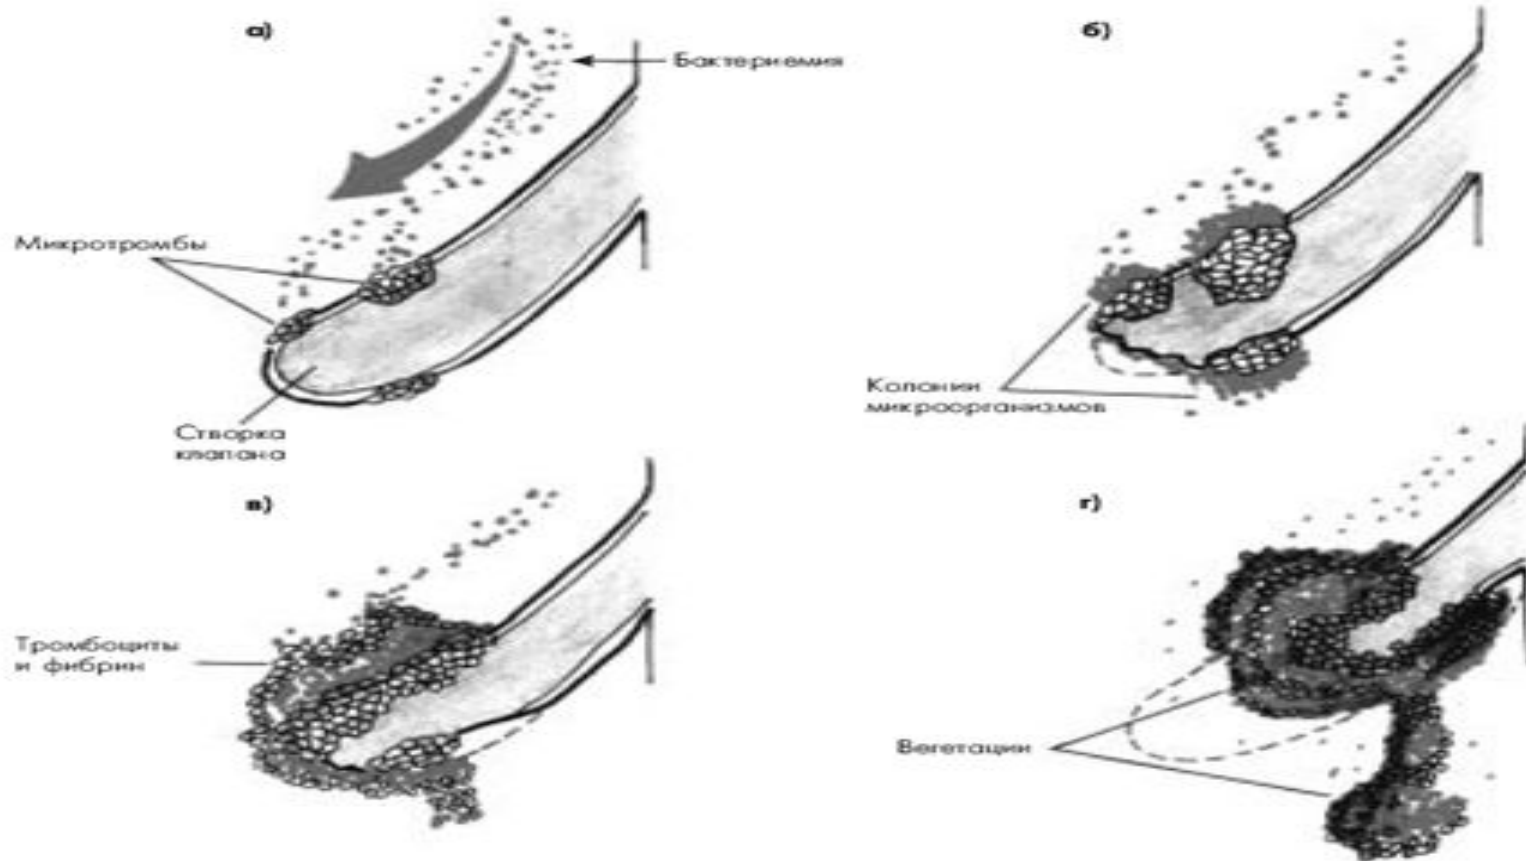 а)
Бактериемия
Микротромбы
Створка
клапана
б)
Колонии
микроорганизмов
в)
Тромбоциты
и фибрин
г)
Вегетации